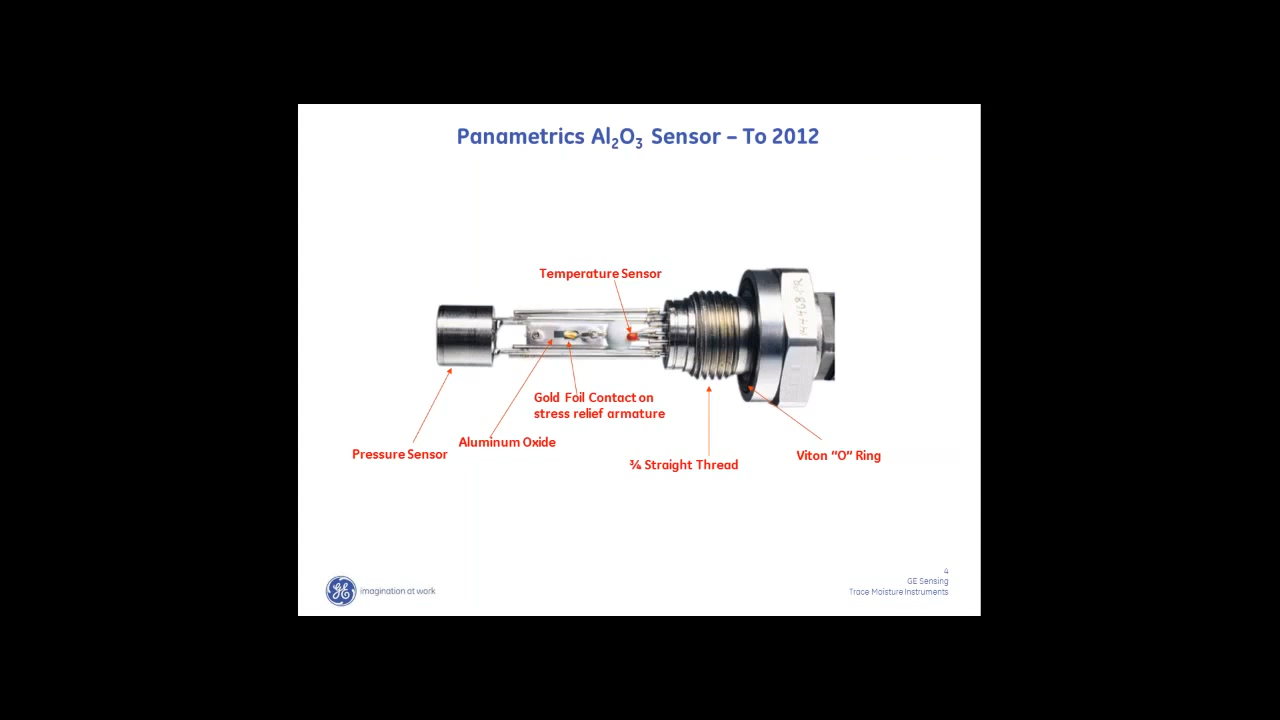 Panametrics Al₂O₃ Sensor – To 2012
Temperature Sensor
Gold Foil Contact on
stress relief armature
Aluminum Oxide
Pressure Sensor
¾ Straight Thread
Viton “O” Ring
4
GE Sensing
Trace Moisture Instruments
GE
imagination at work